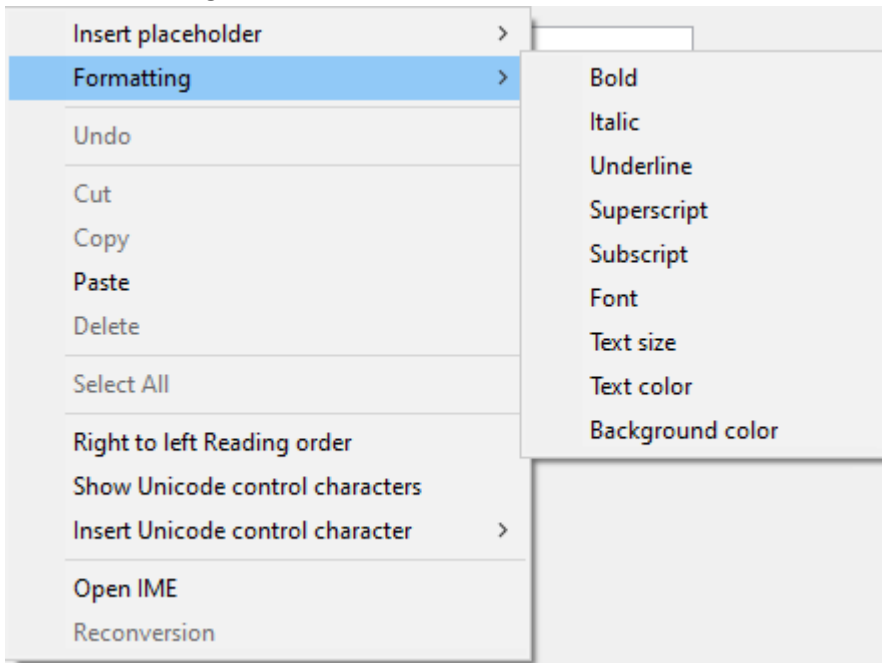 Insert placeholder
Formatting
Undo
Cut
Copy
Paste
Delete
Select All
Right to left Reading order
Show Unicode control characters
Insert Unicode control character
Open IME
Reconversion
Bold
Italic
Underline
Superscript
Subscript
Font
Text size
Text color
Background color